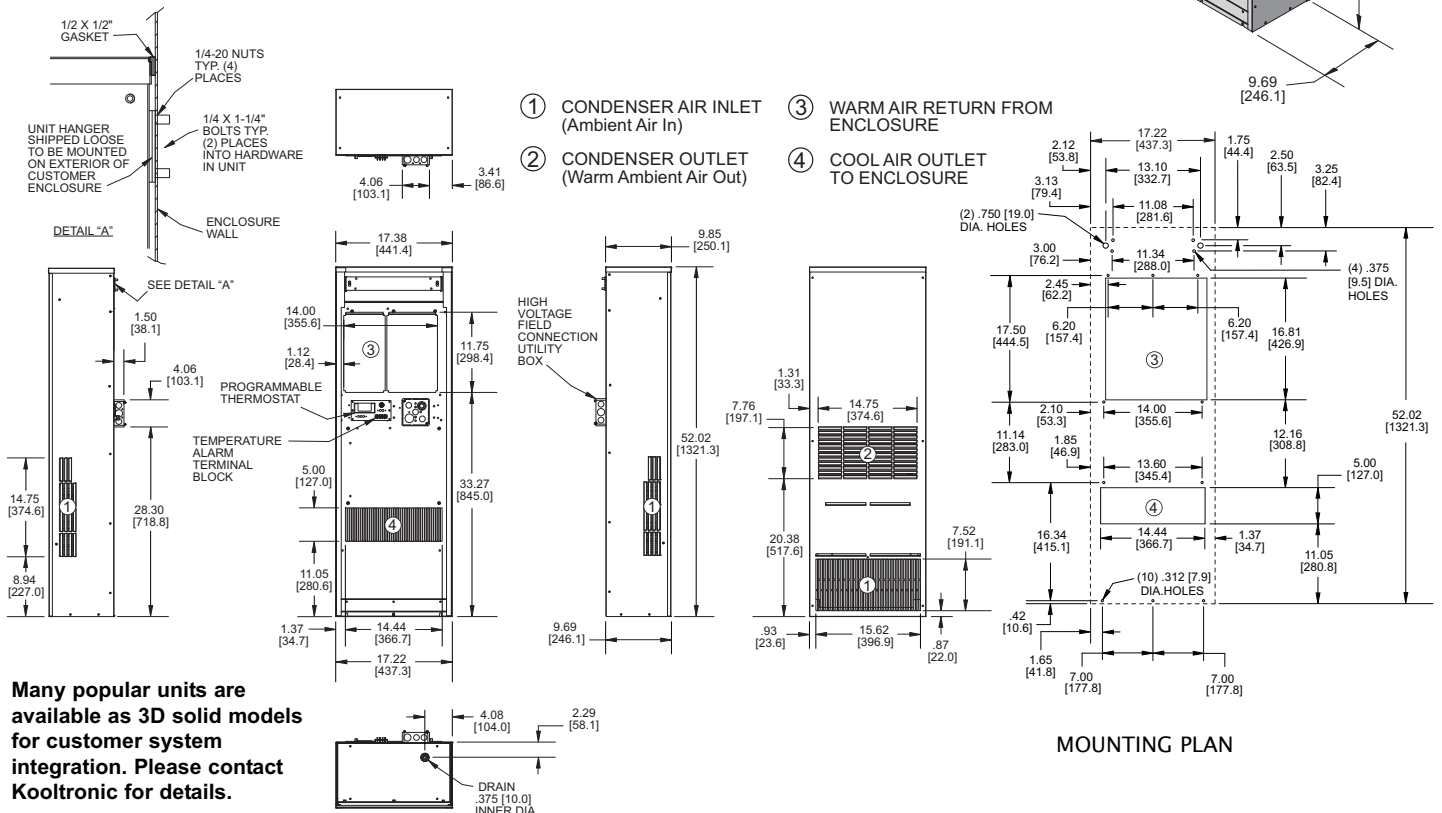 1/2 X 1/2"
GASKET
1/4-20 NUTS
TYP. (4)
PLACES
UNIT HANGER
SHIPPED LOOSE
TO BE MOUNTED
ON EXTERIOR OF
CUSTOMER
ENCLOSURE
1/4 X 1-1/4"
BOLTS TYP.
(2) PLACES
INTO HARDWARE
IN UNIT
DETAIL "A"
ENCLOSURE
WALL
4.06
[103.1]
3.41
[86.6]
1 CONDENSER AIR INLET
(Ambient Air In)
2 CONDENSER OUTLET
(Warm Ambient Air Out)
3 WARM AIR RETURN FROM
ENCLOSURE
4 COOL AIR OUTLET
TO ENCLOSURE
9.69
[246.1]
SEE DETAIL "A"
1.50
[38.1]
4.06
[103.1]
1
14.75
[374.6]
28.30
[718.8]
8.94
[227.0]
17.38
[441.4]
14.00
[355.6]
3
1.12
[28.4]
11.75
[298.4]
PROGRAMMABLE
THERMOSTAT
TEMPERATURE
ALARM
TERMINAL
BLOCK
5.00
[127.0]
33.27
[845.0]
4
11.05
[280.6]
1.37
[34.7]
14.44
[366.7]
17.22
[437.3]
9.85
[250.1]
HIGH
VOLTAGE
FIELD
CONNECTION
UTILITY
BOX
52.02
[1321.3]
1
9.69
[246.1]
1.31
[33.3]
14.75
[374.6]
7.76
[197.1]
2
20.38
[517.6]
7.52
[191.1]
1
.93
[23.6]
15.62
[396.9]
.87
[22.0]
17.22
[437.3]
2.12
[53.8]
13.10
[332.7]
1.75
[44.4]
2.50
[63.5]
3.25
[82.4]
3.13
[79.4]
11.08
[281.6]
(2) .750 [19.0]
DIA. HOLES
3.00
[76.2]
11.34
[288.0]
(4) .375
[9.5] DIA.
HOLES
2.45
[62.2]
6.20
[157.4]
6.20
[157.4]
17.50
[444.5]
16.81
[426.9]
3
2.10
[53.3]
14.00
[355.6]
52.02
[1321.3]
11.14
[283.0]
12.16
[308.8]
1.85
[46.9]
13.60
[345.4]
5.00
[127.0]
4
14.44
[366.7]
1.37
[34.7]
16.34
[415.1]
11.05
[280.8]
(10) .312 [7.9]
DIA.HOLES
.42
[10.6]
1.65
[41.8]
7.00
[177.8]
7.00
[177.8]
MOUNTING PLAN
Many popular units are
available as 3D solid models
for customer system
integration. Please contact
Kooltronic for details.
4.08
[104.0]
2.29
[58.1]
DRAIN
.375 [10.0]
INNER DIA.